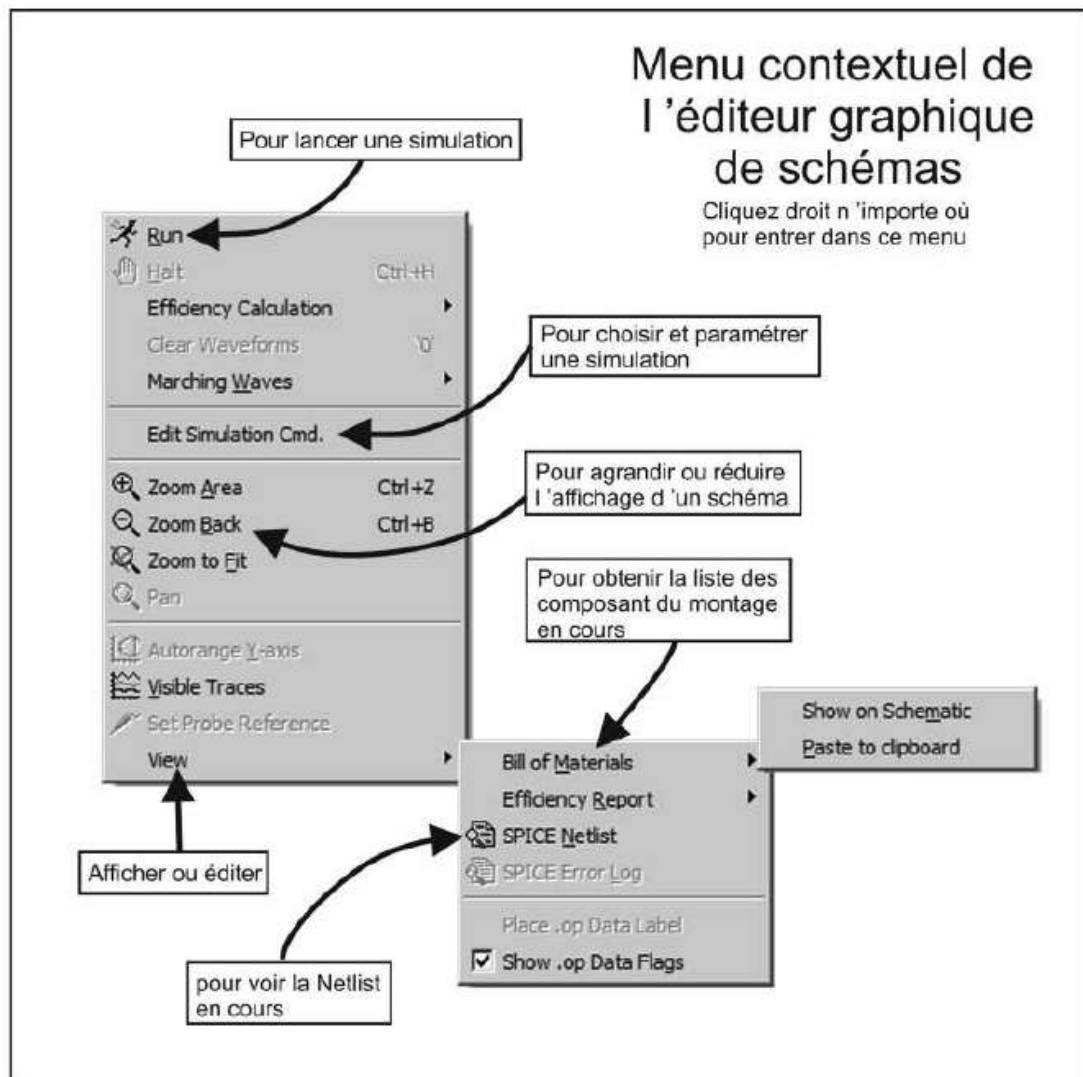 Menu contextuel de
l 'éditeur graphique
de schémas
Cliquez droit n 'importe où
pour entrer dans ce menu
Pour lancer une simulation
Run
Halt Ctrl+H
Efficiency Calculation
Clear Waveforms '0'
Marching Waves
Pour choisir et paramétrer
une simulation
Edit Simulation Cmd.
Zoom Area Ctrl+Z
Zoom Back Ctrl+B
Zoom to Fit
Pan
Pour agrandir ou réduire
l 'affichage d 'un schéma
Pour obtenir la liste des
composant du montage
en cours
Autorange Y-axis
Visible Traces
Set Probe Reference
View
Bill of Materials
Efficiency Report
SPICE Netlist
SPICE Error Log
Place .op Data Label
Show .op Data Flags
Show on Schematic
Paste to clipboard
Afficher ou éditer
pour voir la Netlist
en cours